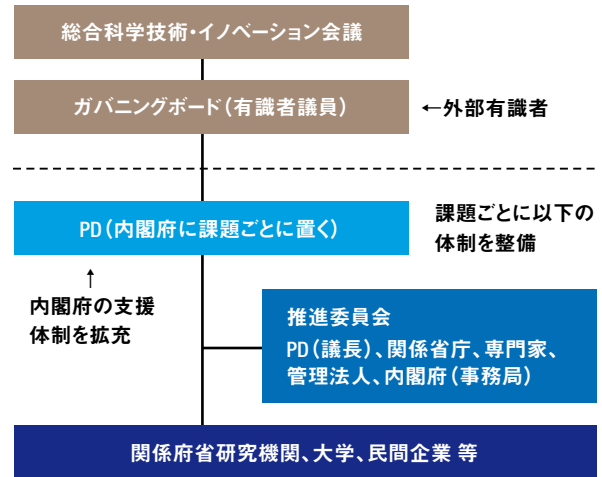 総合科学技術・イノベーション会議
ガバニングボード（有識者議員）
←外部有識者
PD（内閣府に課題ごとに置く）
課題ごとに以下の
体制を整備
↑
内閣府の支援
体制を拡充
推進委員会
PD（議長）、関係省庁、専門家、
管理法人、内閣府（事務局）
関係府省研究機関、大学、民間企業 等